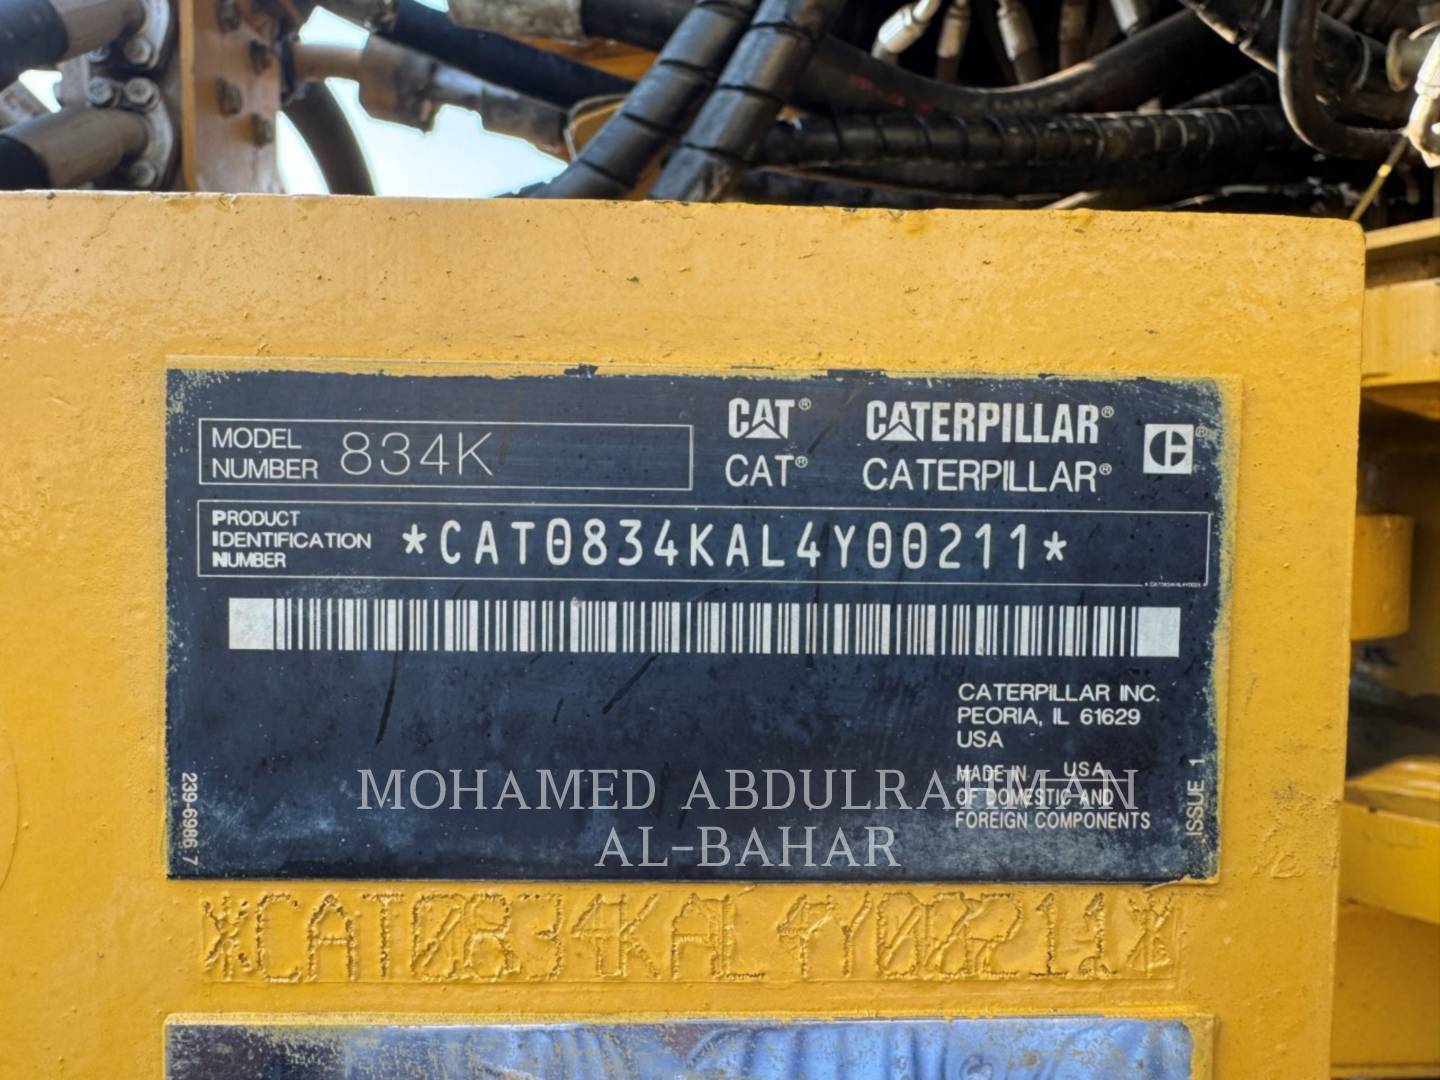 MODEL NUMBER 834K
CAT® CATERPILLAR®
CAT® CATERPILLAR®
PRODUCT IDENTIFICATION NUMBER *CAT0834KAL4Y00211*
CATERPILLAR INC.
PEORIA, IL 61629
USA
MADE IN USA
OF DOMESTIC AND
FOREIGN COMPONENTS
239-6986 7
ISSUE 1
MOHAMED ABDULRAHMAN
AL-BAHAR
*CAT0834KAL4Y00211*